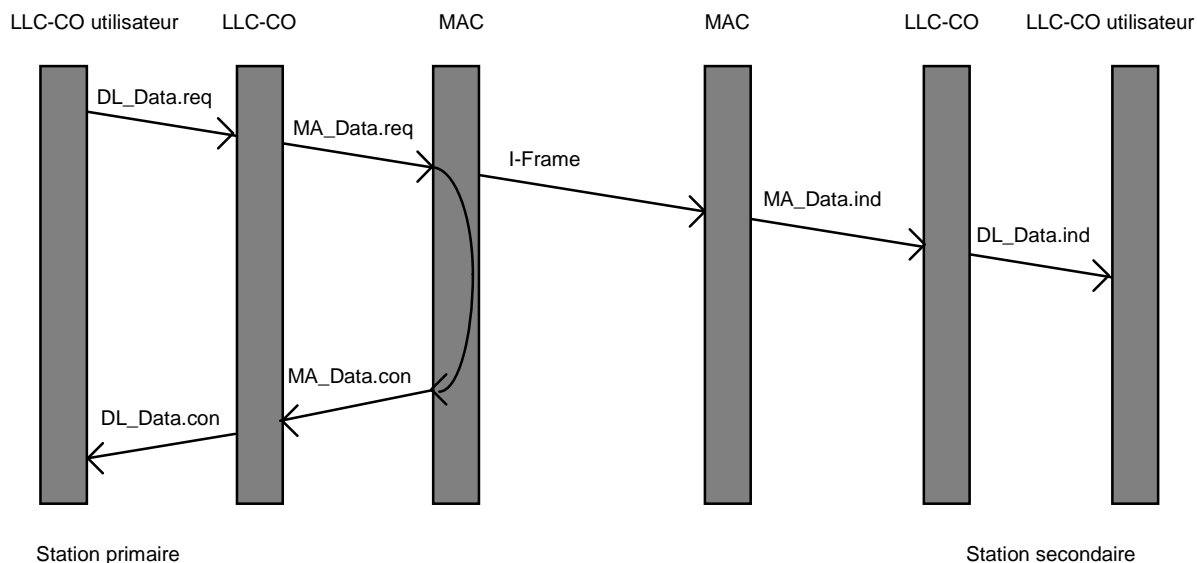 LLC-CO utilisateur LLC-CO MAC MAC LLC-CO LLC-CO utilisateur
DL_Data.req
MA_Data.req
I-Frame
MA_Data.ind
DL_Data.ind
MA_Data.con
DL_Data.con
Station primaire Station secondaire